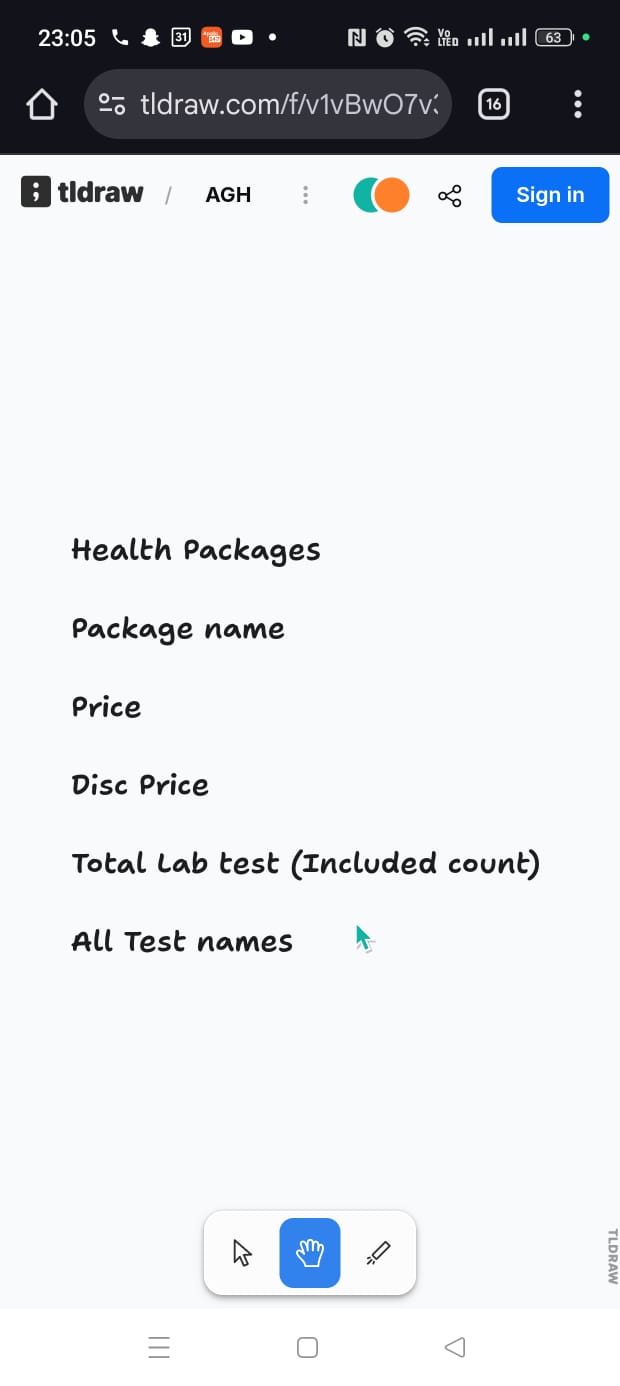 23:05
31
Vo
LTED
63
tldraw.com/f/v1vBwO7v
16
tldraw / AGH
Sign in
Health Packages
Package name
Price
Disc Price
Total Lab test (Included count)
All Test names
TLDRAW